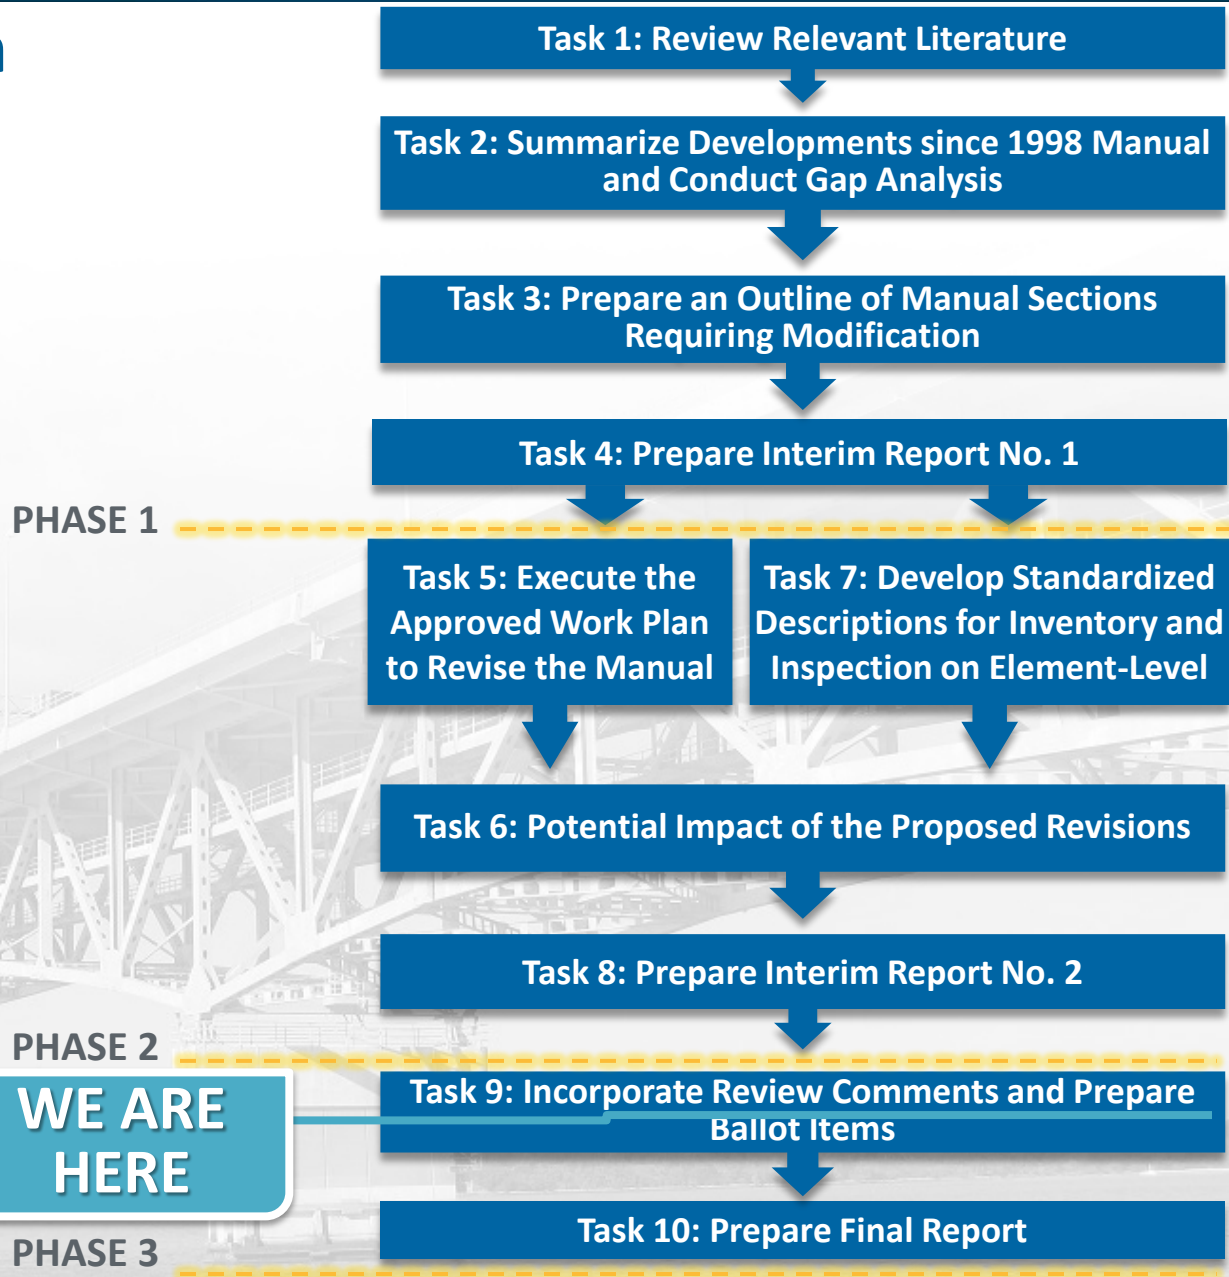 Task 1: Review Relevant Literature
Task 2: Summarize Developments since 1998 Manual
and Conduct Gap Analysis
Task 3: Prepare an Outline of Manual Sections
Requiring Modification
Task 4: Prepare Interim Report No. 1
PHASE 1
Task 5: Execute the
Approved Work Plan
to Revise the Manual
Task 7: Develop Standardized
Descriptions for Inventory and
Inspection on Element-Level
Task 6: Potential Impact of the Proposed Revisions
Task 8: Prepare Interim Report No. 2
PHASE 2
WE ARE
HERE
Task 9: Incorporate Review Comments and Prepare
Ballot Items
Task 10: Prepare Final Report
PHASE 3